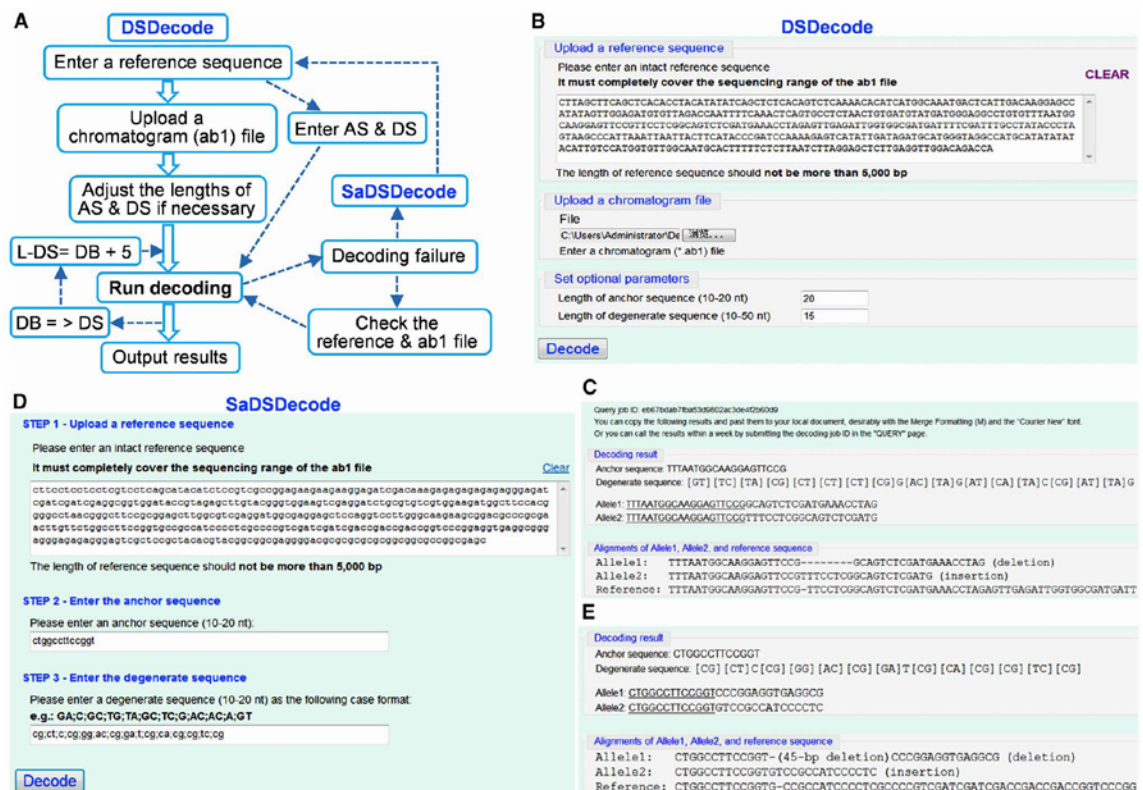 A
DSDecode
Enter a reference sequence
Upload a
chromatogram (ab1) file
Enter AS & DS
Adjust the lengths of
AS & DS if necessary
SaDSDecode
L-DS= DB + 5
Decoding failure
Run decoding
DB = > DS
Check the
reference & ab1 file
Output results
B
DSDecode
Upload a reference sequence
Please enter an intact reference sequence
It must completely cover the sequencing range of the ab1 file
CLEAR
CTTAGCTTCAGCTCACACCTACATATATCAGCTCTCACAGTCTCAAAACACATCATGGCAAATGACTCATTGACAAGGAGCC
ATATAGTTGGAGATGTGTTAGACCAATTTTCAAACTCAGTGCCTCTAACTGTGATGTATGATGGGAGGCCTGTGTTTAATGG
CAAGGAGTTCCGTTCCTCGGCAGTCTCGATGAAACCTAGAGTTGAGATTGGTGGCGATGATTTTCGATTTGCCTATACCCTAG
TAAGCCCATTAAATTAATTACTTCATACCCGATCCAAAAGAGTCATATTGATAGATGCATGGGTAGGCCATGCATATATAT
ACATTGTCCATGGTGTTGGCAATGCACTTTTTCTCTTAATCTTAGGAGCTCTTGAGGTTGGACAGACCA
The length of reference sequence should not be more than 5,000 bp
Upload a chromatogram file
File
C:\Users\Administrator\De 浏览...
Enter a chromatogram (*.ab1) file
Set optional parameters
Length of anchor sequence (10-20 nt) 20
Length of degenerate sequence (10-50 nt) 15
Decode
C
You can copy the following results and past them to your local document, desirably with the Merge Formatting (M) and the "Courier New" font.
Or you can call the results within a week by submitting the decoding job ID in the "QUERY" page.
Decoding result
Anchor sequence: TTTAATGGCAAGGAGTTCCG
Degenerate sequence: [GT][TC][TA][CG][CT][CT][CT][CG]G[AC][TA]G[AT][CA][TA]C[CG][AT][TA]G
Allele1: TTTAATGGCAAGGAGTTCCGGCAGTCTCGATGAAACCTAG
Allele2: TTTAATGGCAAGGAGTTCCGTTTCCTCGGCAGTCTCGATG
Alignments of Allele1, Allele2, and reference sequence
Allele1: TTTAATGGCAAGGAGTTCCG---------GCAGTCTCGATGAAACCTAG (deletion)
Allele2: TTTAATGGCAAGGAGTTCCGTTTCCTCGGCAGTCTCGATG (insertion)
Reference: TTTAATGGCAAGGAGTTCCG-TTCCTCGGCAGTCTCGATGAAACCTAGAGTTGAGATTGGTGGCGATGATT
D
SaDSDecode
STEP 1 - Upload a reference sequence
Please enter an intact reference sequence
It must completely cover the sequencing range of the ab1 file
Clear
The length of reference sequence should not be more than 5,000 bp
STEP 2 - Enter the anchor sequence
Please enter an anchor sequence (10-20 nt):
ctggccttccggt
STEP 3 - Enter the degenerate sequence
Please enter a degenerate sequence (10-20 nt) as the following case format:
e.g.: GA;C;GC;TG;TA;GC;TC;G;AC;AC;A;GT
cg;ct;c;cg;gg;ac;cg;ga;t;cg;ca;cg;cg;tc;cg
Decode
E
Decoding result
Anchor sequence: CTGGCCTTCCGGT
Degenerate sequence: [CG][CT]C[CG][GG][AC][CG][GA]T[CG][CA][CG][CG][TC][CG]
Allele1: CTGGCCTTCCGGTCCCGGAGGTGAGGCG
Allele2: CTGGCCTTCCGGTGTCCGCCATCCCCTC
Alignments of Allele1, Allele2, and reference sequence
Allele1: CTGGCCTTCCGGT-(45-bp deletion)CCCGGAGGTGAGGCG (deletion)
Allele2: CTGGCCTTCCGGTGTCCGCCATCCCCTC (insertion)
Reference: CTGGCCTTCCGGTG-CCGCCATCCCCTCGCCCCGTCGATCGATCGACCGACCGACCGGTCCCGG